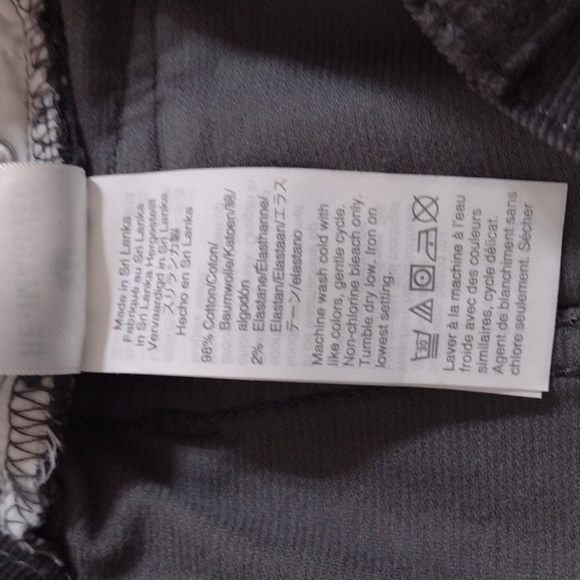 Made in Sri Lanka
Fabriqué au Sri Lanka
in Sri Lanka Hergestellt
Vervaardigd in Sri Lanka
スリランカ製
Hecho en Sri Lanka
98% Cotton/Coton/
Baumwolle/Katoen/綿/
algodón
2% Elastane/Élasthanne/
Elastan/Elastaan/エラス
テーン/elastano
Machine wash cold with
like colors, gentle cycle.
Non-chlorine bleach only.
Tumble dry low. Iron on
lowest setting.
30
Laver à la machine à l'eau
froide avec des couleurs
similaires, cycle délicat.
Agent de blanchiment sans
chlore seulement. Sécher